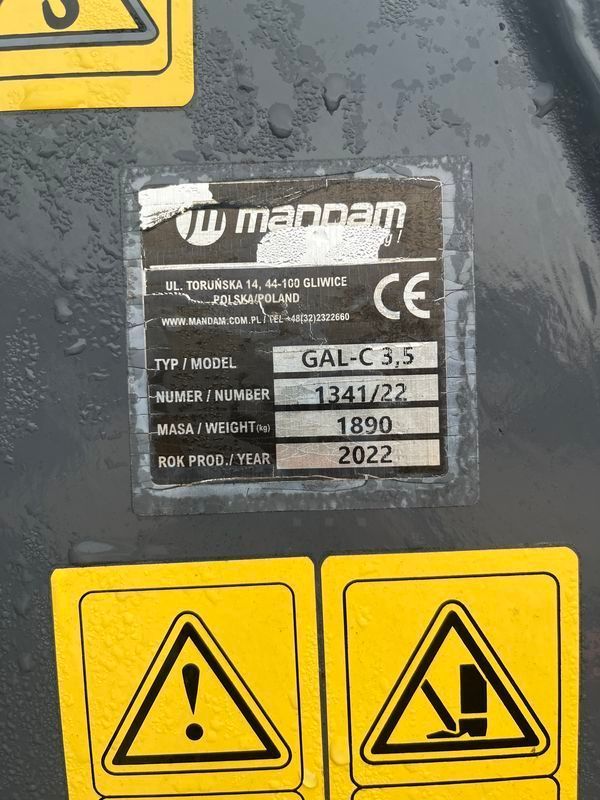 mandam
UL. TORUŃSKA 14, 44-100 GLIWICE
POLSKA/POLAND
WWW.MANDAM.COM.PL / TEL +48(32)2322660
CE
TYP / MODEL GAL-C 3,5
NUMER / NUMBER 1341/22
MASA / WEIGHT(kg) 1890
ROK PROD./ YEAR 2022